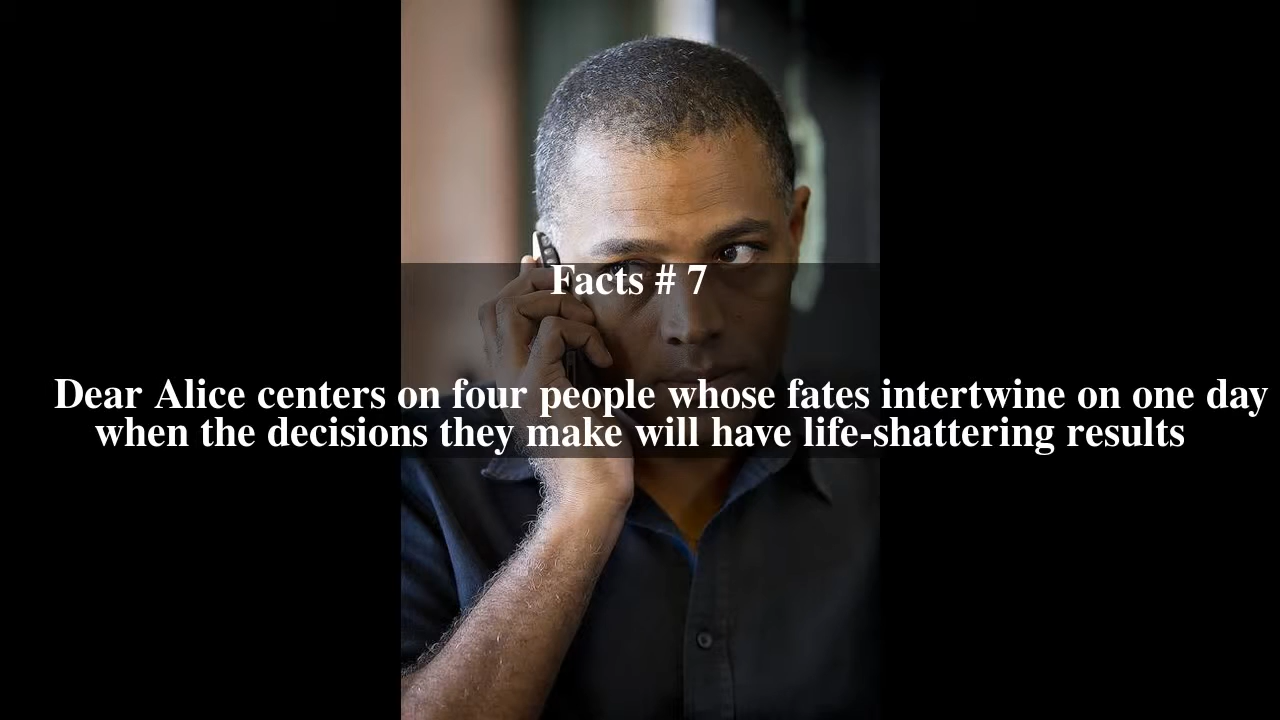 Facts # 7
Dear Alice centers on four people whose fates intertwine on one day
when the decisions they make will have life-shattering results